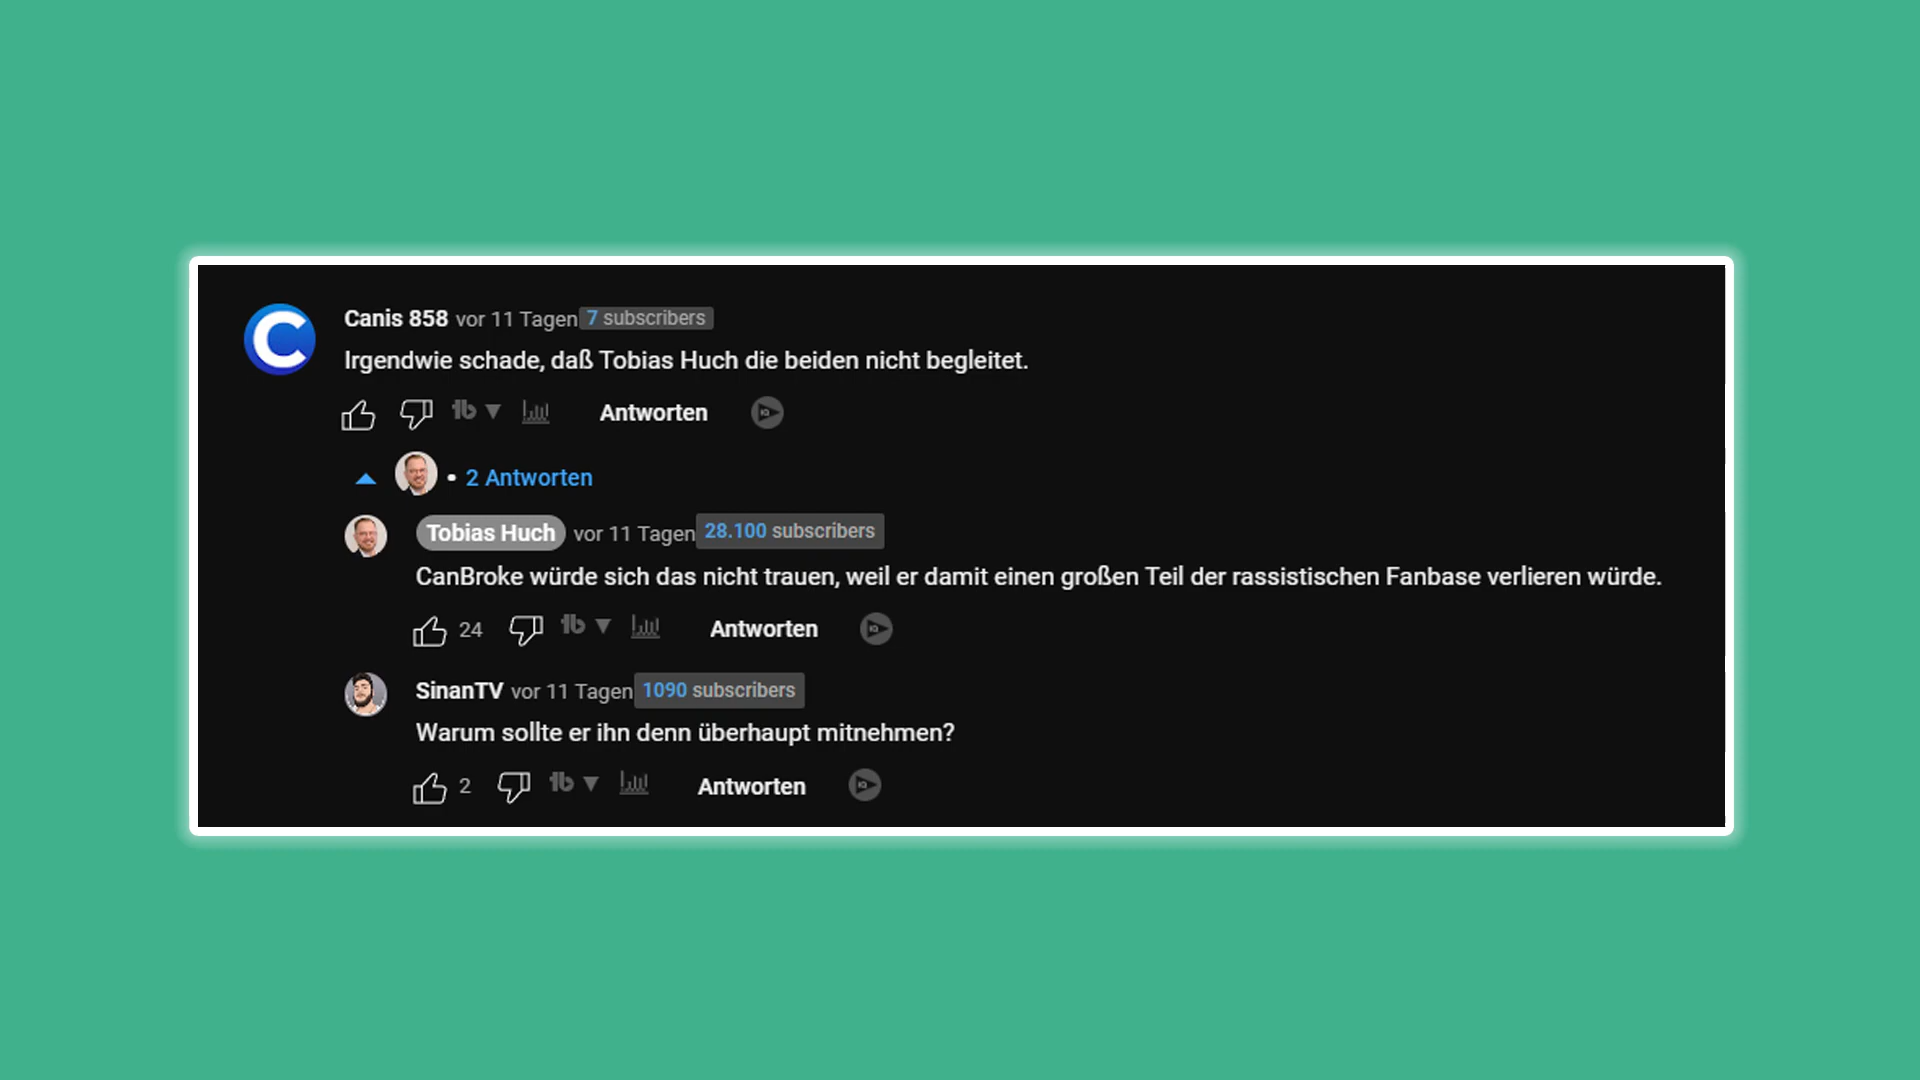 C
Canis 858 vor 11 Tagen 7 subscribers
Irgendwie schade, daß Tobias Huch die beiden nicht begleitet.
Antworten
2 Antworten
Tobias Huch vor 11 Tagen 28.100 subscribers
CanBroke würde sich das nicht trauen, weil er damit einen großen Teil der rassistischen Fanbase verlieren würde.
24 Antworten
SinanTV vor 11 Tagen 1090 subscribers
Warum sollte er ihn denn überhaupt mitnehmen?
2 Antworten